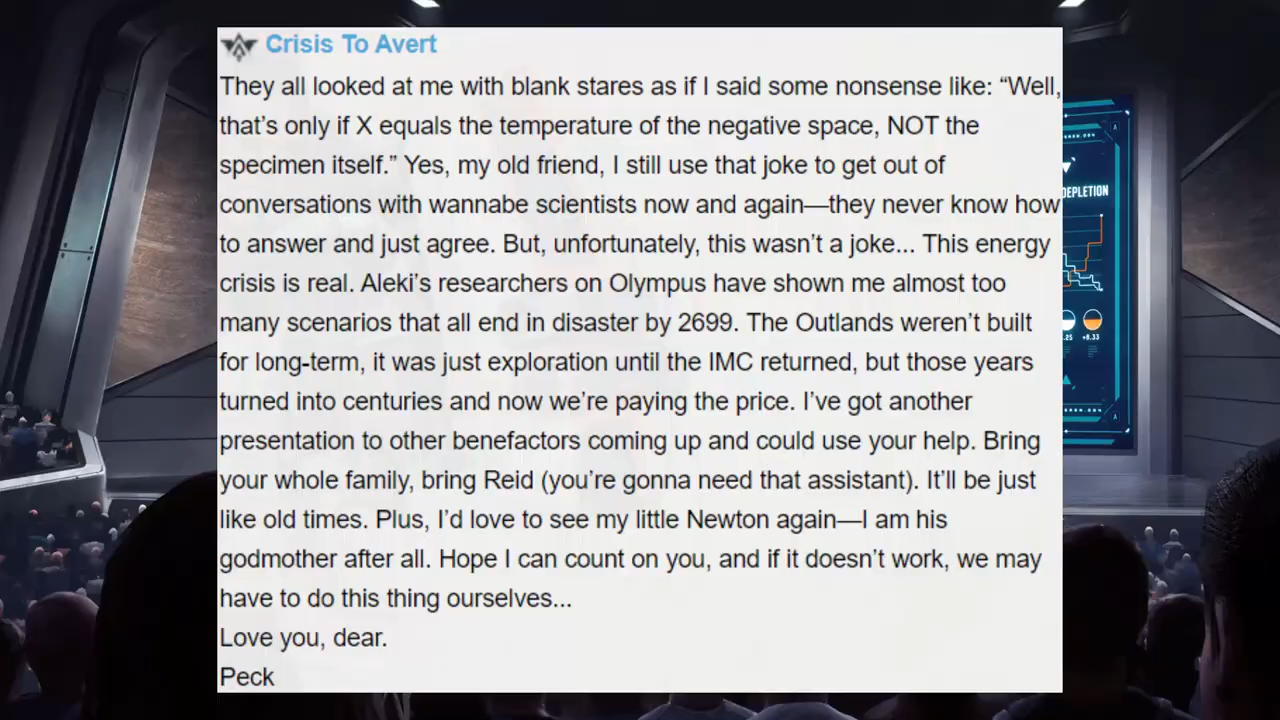 Crisis To Avert
They all looked at me with blank stares as if I said some nonsense like: “Well,
that’s only if X equals the temperature of the negative space, NOT the
specimen itself.” Yes, my old friend, I still use that joke to get out of
conversations with wannabe scientists now and again—they never know how
to answer and just agree. But, unfortunately, this wasn’t a joke... This energy
crisis is real. Aleki’s researchers on Olympus have shown me almost too
many scenarios that all end in disaster by 2699. The Outlands weren’t built
for long-term, it was just exploration until the IMC returned, but those years
turned into centuries and now we’re paying the price. I’ve got another
presentation to other benefactors coming up and could use your help. Bring
your whole family, bring Reid (you’re gonna need that assistant). It’ll be just
like old times. Plus, I’d love to see my little Newton again—I am his
godmother after all. Hope I can count on you, and if it doesn’t work, we may
have to do this thing ourselves...
Love you, dear.
Peck
DEPLETION
.25 +8.33